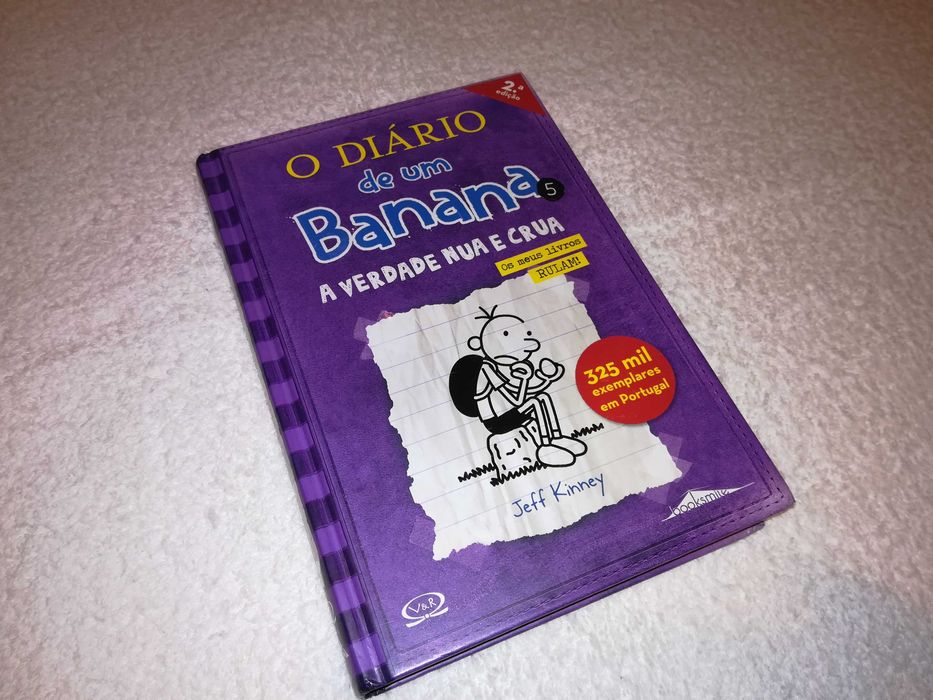 2.ª
edição
O DIÁRIO
de um
Banana 5
A VERDADE NUA E CRUA
Os meus livros
RULAM!
325 mil
exemplares
em Portugal
Jeff Kinney
booksmile
V&R